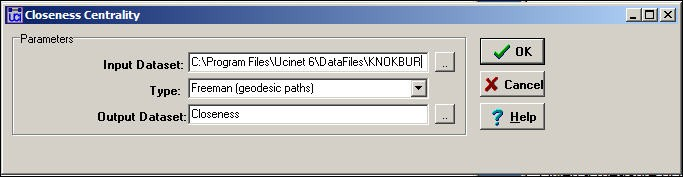 Closeness Centrality
Parameters
Input Dataset: C:\Program Files\Ucinet 6\DataFiles\KNOKBUR ..
Type: Freeman (geodesic paths)
Output Dataset: Closeness ..
OK
Cancel
? Help